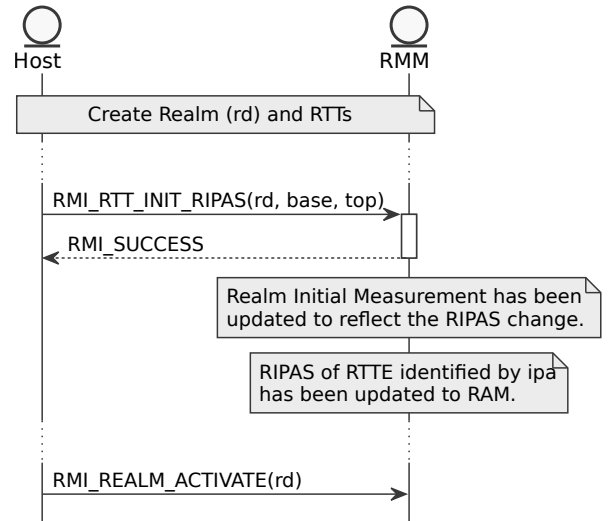 Host
RMM
Create Realm (rd) and RTTs
RMI_RTT_INIT_RIPAS(rd, base, top)
RMI_SUCCESS
Realm Initial Measurement has been
updated to reflect the RIPAS change.
RIPAS of RTTE identified by ipa
has been updated to RAM.
RMI_REALM_ACTIVATE(rd)